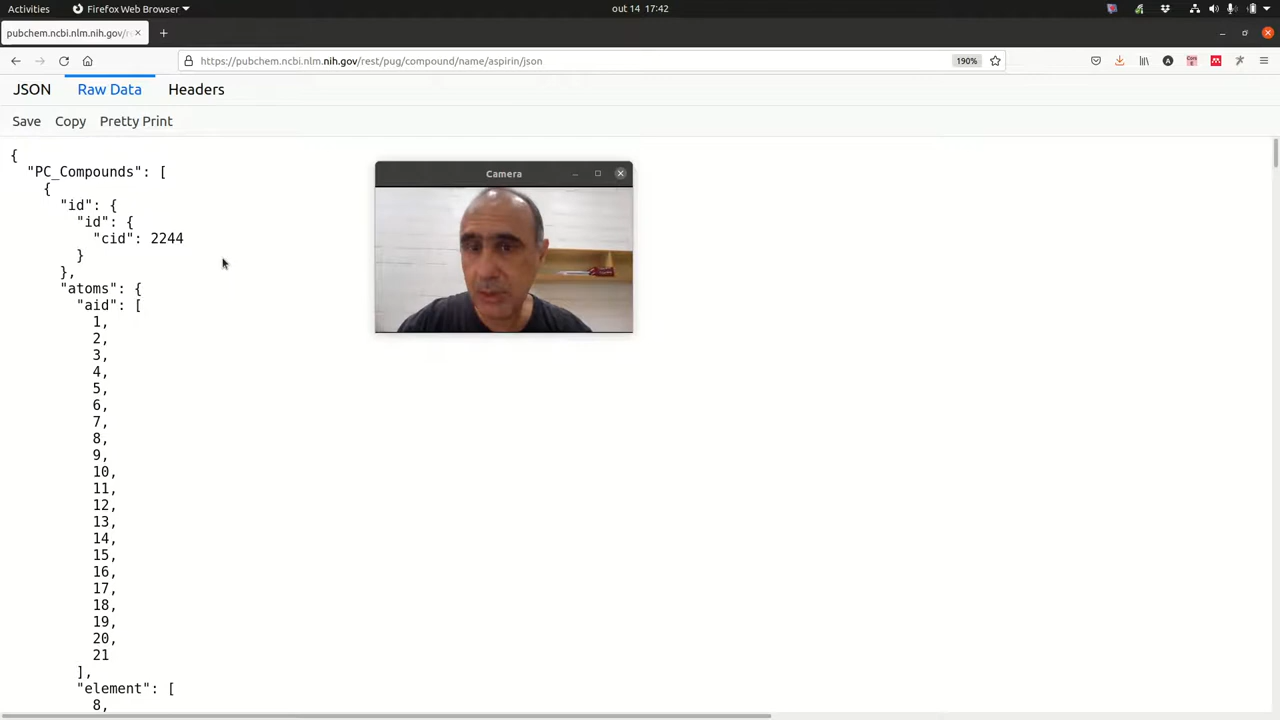 Activities Firefox Web Browser out 14 17:42
pubchem.ncbi.nlm.nih.gov/re
https://pubchem.ncbi.nlm.nih.gov/rest/pug/compound/name/aspirin/json 190%
JSON Raw Data Headers
Save Copy Pretty Print
{
"PC_Compounds": [
{
"id": {
"id": {
"cid": 2244
}
},
"atoms": {
"aid": [
1,
2,
3,
4,
5,
6,
7,
8,
9,
10,
11,
12,
13,
14,
15,
16,
17,
18,
19,
20,
21
],
"element": [
8,
Camera